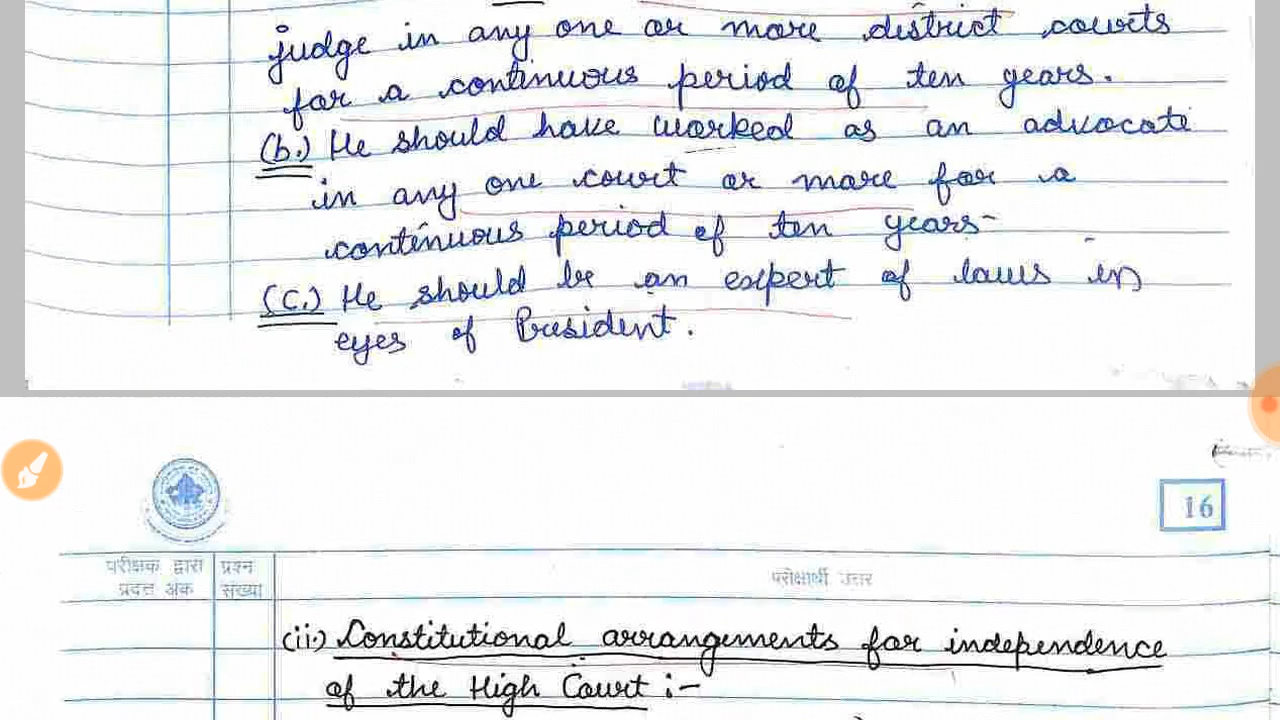 judge in any one or more district courts
for a continuous period of ten years.
(b.) He should have worked as an advocate
in any one court or more for a
continuous period of ten years-
(C.) He should be an expert of laws in
eyes of President.
16
परीक्षक द्वारा प्रदत्त अंक
प्रश्न संख्या
परीक्षार्थी उत्तर
(ii) Constitutional arrangements for independence
of the High Court :-